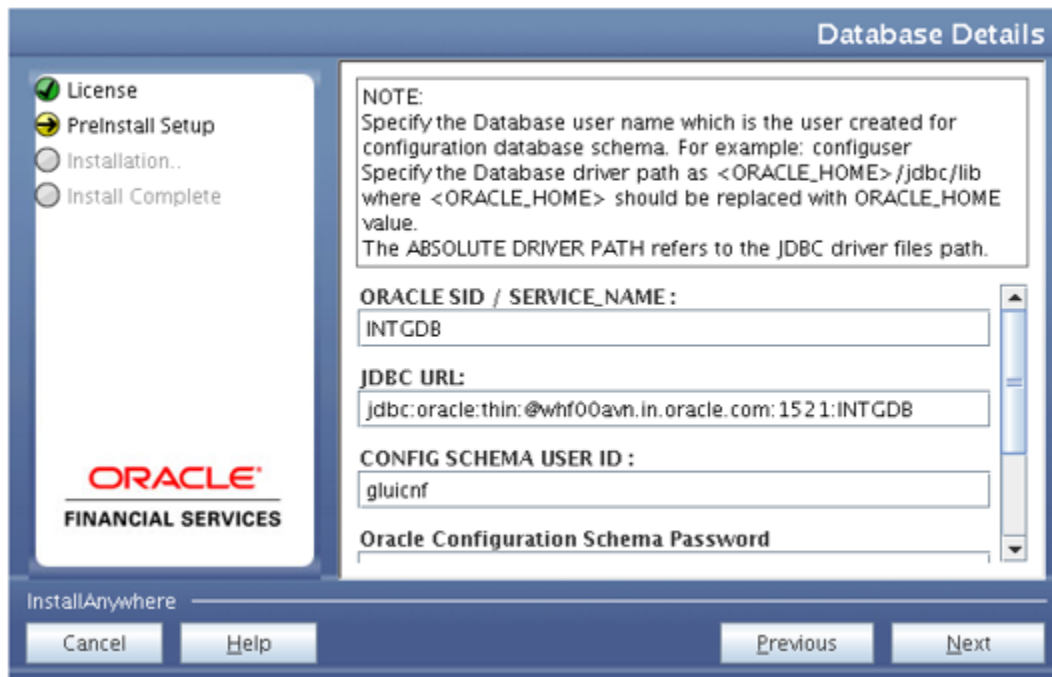 Database Details
License
PreInstall Setup
Installation..
Install Complete
ORACLE®
FINANCIAL SERVICES
NOTE:
Specify the Database user name which is the user created for
configuration database schema. For example: configuser
Specify the Database driver path as <ORACLE_HOME>/jdbc/lib
where <ORACLE_HOME> should be replaced with ORACLE_HOME
value.
The ABSOLUTE DRIVER PATH refers to the JDBC driver files path.
ORACLE SID / SERVICE_NAME :
INTGDB
JDBC URL:
jdbc:oracle:thin:@whf00avn.in.oracle.com:1521:INTGDB
CONFIG SCHEMA USER ID :
gluicnf
Oracle Configuration Schema Password
InstallAnywhere
Cancel
Help
Previous
Next